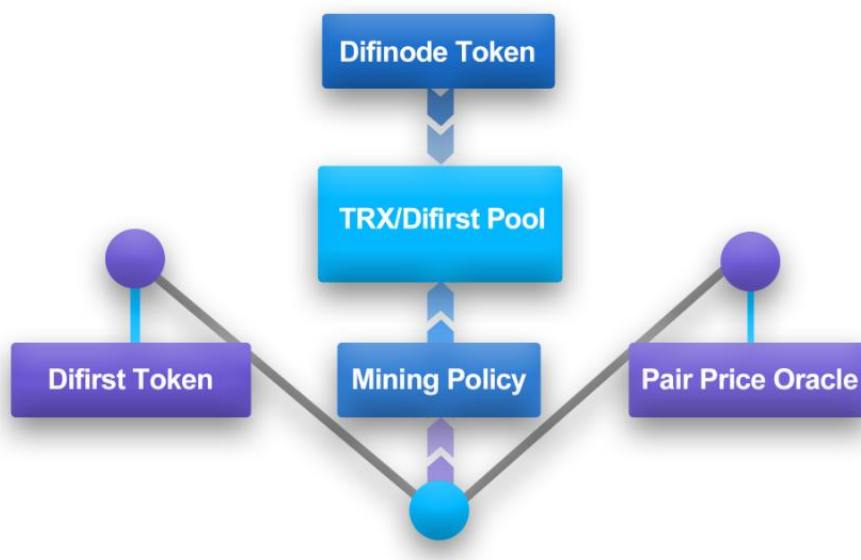 Difinode Token
TRX/Difirst Pool
Difirst Token
Mining Policy
Pair Price Oracle